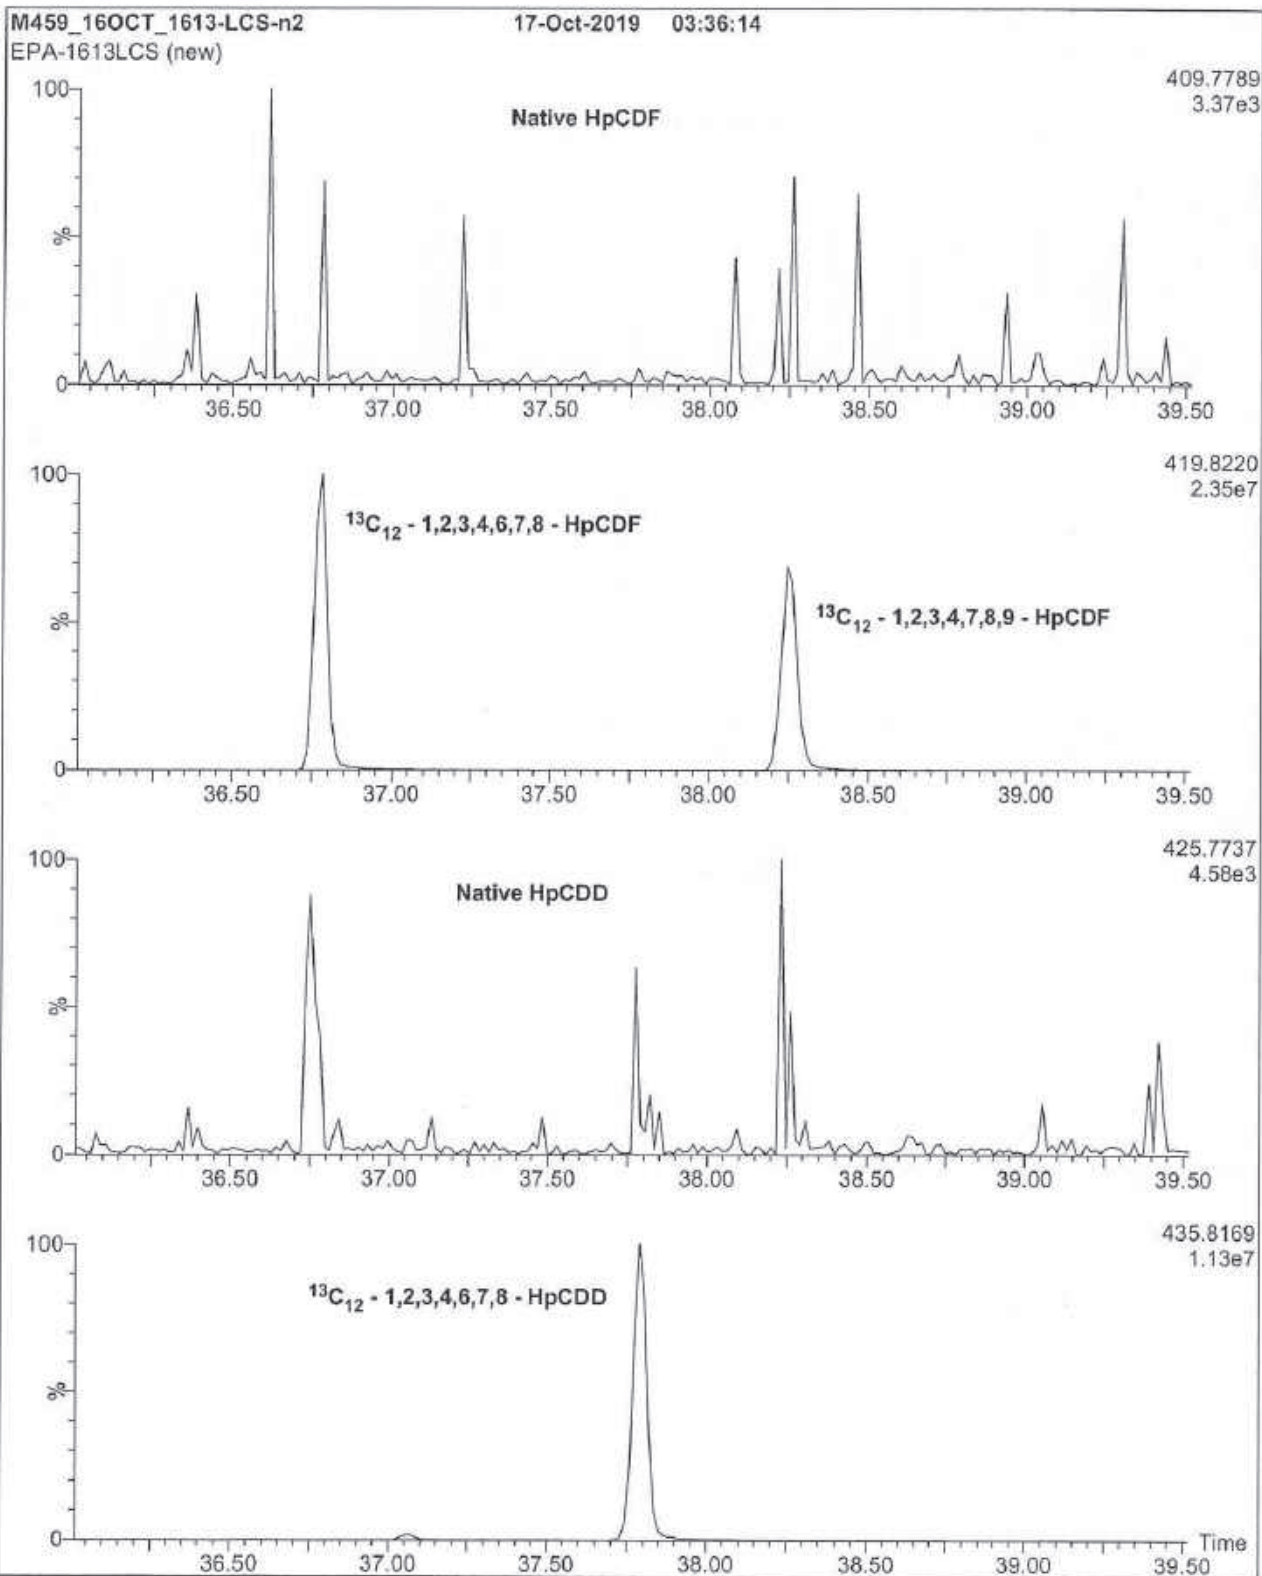 M459_16OCT_1613-LCS-n2 17-Oct-2019 03:36:14
EPA-1613LCS (new)
409.7789
3.37e3
100
Native HpCDF
%
0
36.50 37.00 37.50 38.00 38.50 39.00 39.50
419.8220
2.35e7
100
¹³C₁₂ - 1,2,3,4,6,7,8 - HpCDF
¹³C₁₂ - 1,2,3,4,7,8,9 - HpCDF
%
0
36.50 37.00 37.50 38.00 38.50 39.00 39.50
425.7737
4.58e3
100
Native HpCDD
%
0
36.50 37.00 37.50 38.00 38.50 39.00 39.50
435.8169
1.13e7
100
¹³C₁₂ - 1,2,3,4,6,7,8 - HpCDD
%
0
Time
36.50 37.00 37.50 38.00 38.50 39.00 39.50